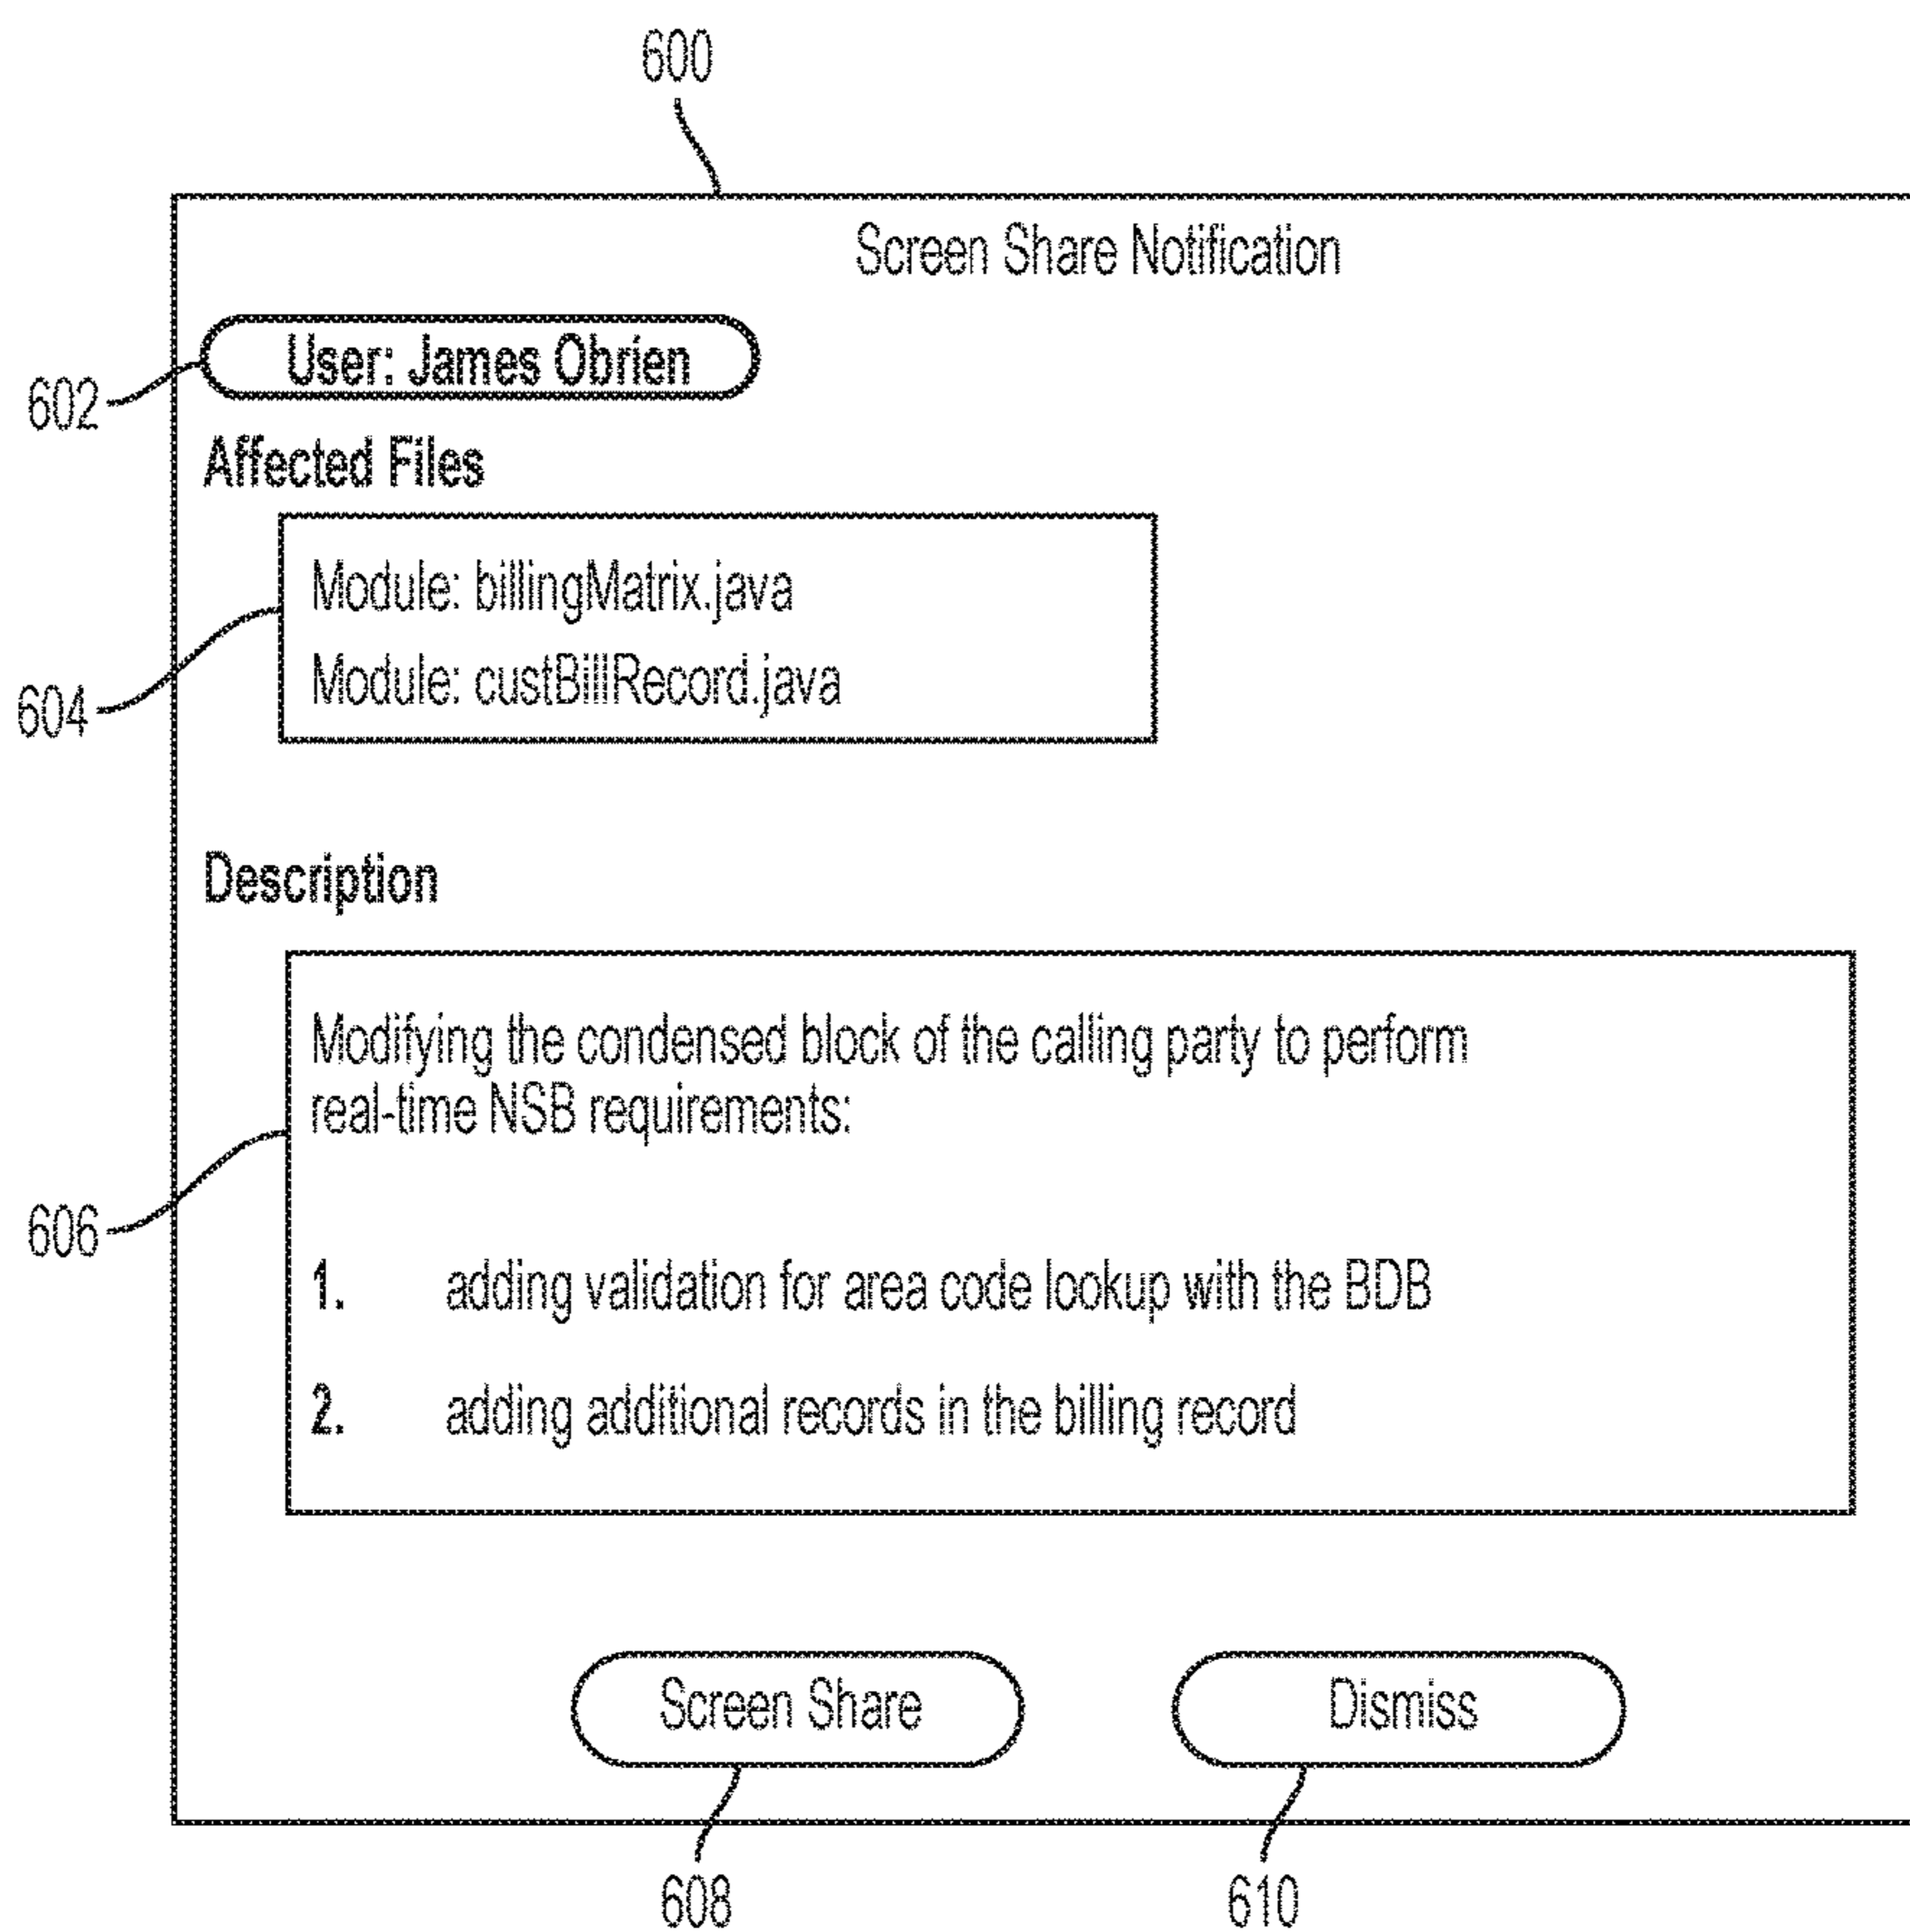 600
Screen Share Notification
User: James Obrien
602
Affected Files
Module: billingMatrix.java
Module: custBillRecord.java
604
Description
Modifying the condensed block of the calling party to perform
real-time NSB requirements:
606
1. adding validation for area code lookup with the BDB
2. adding additional records in the billing record
Screen Share
Dismiss
608
610